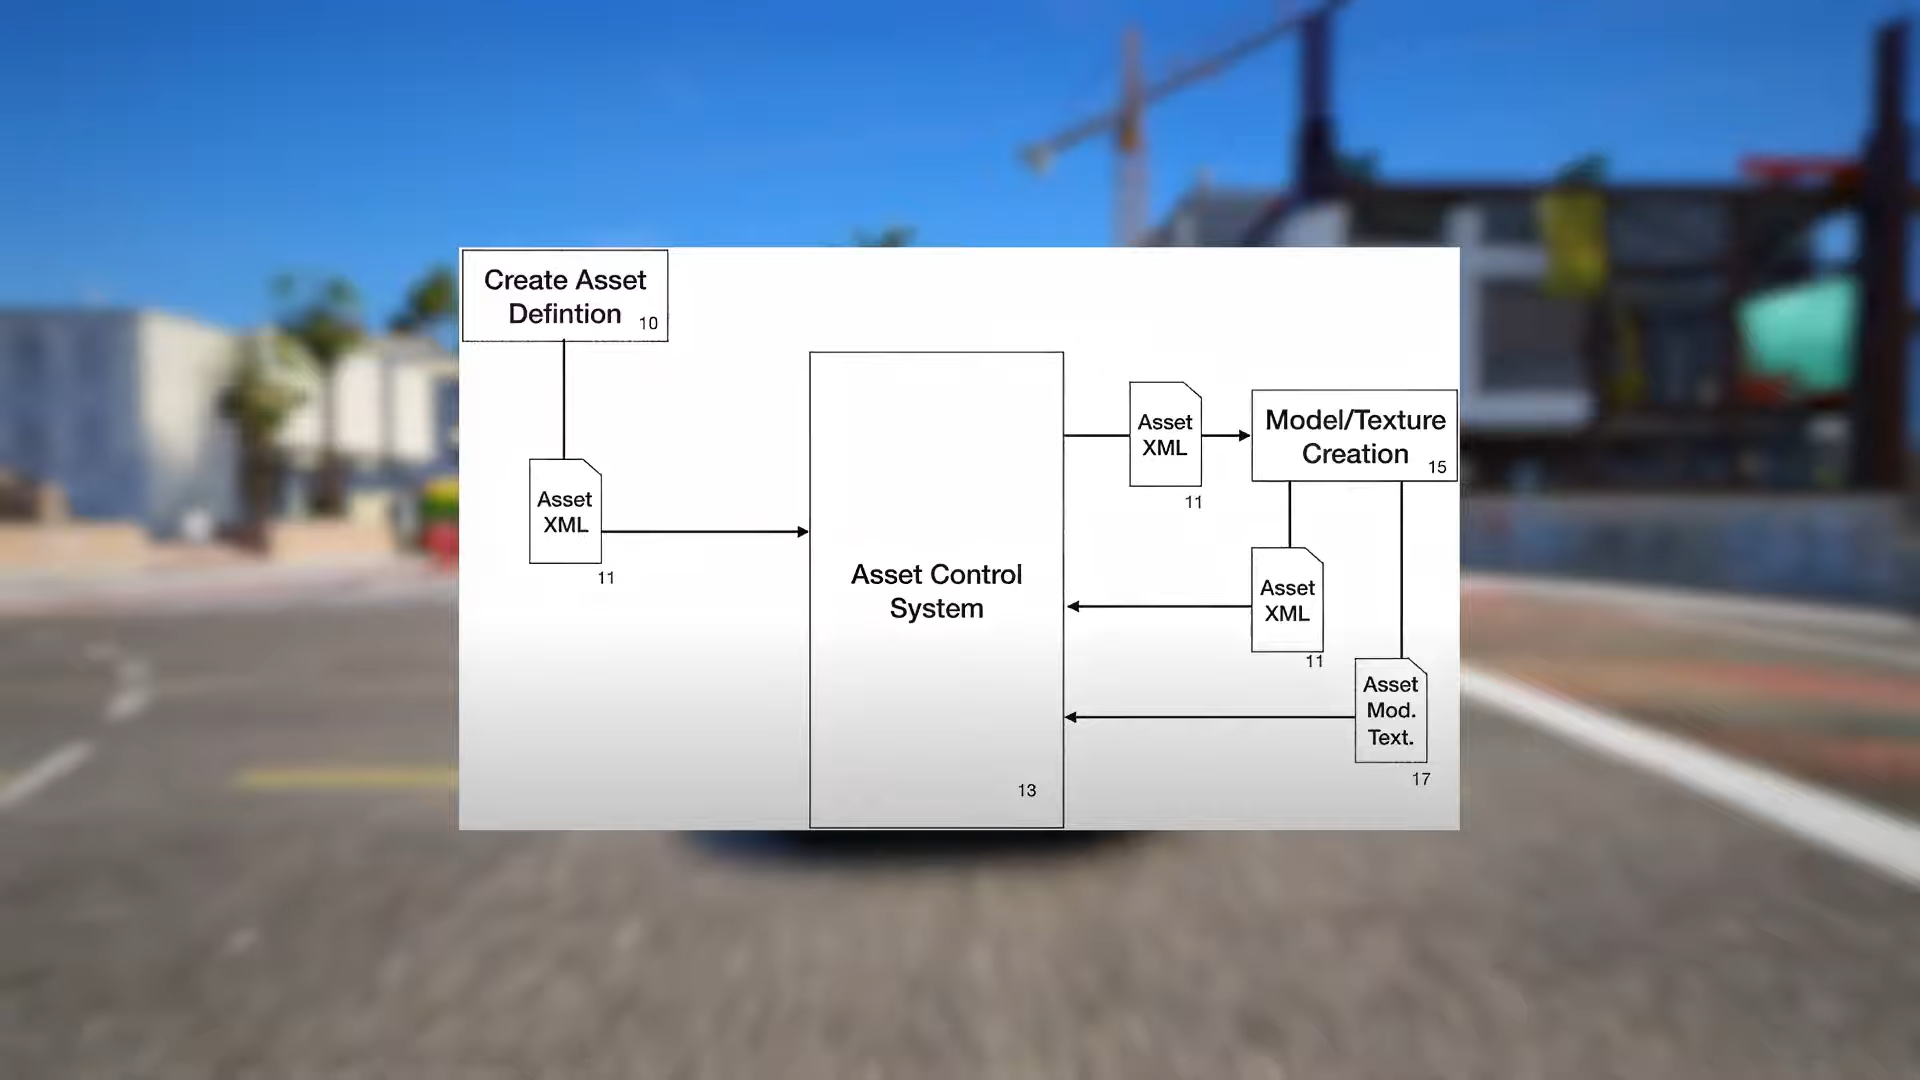 Create Asset
Defintion
10
Asset
XML
11
Asset Control
System
13
Asset
XML
11
Model/Texture
Creation
15
Asset
XML
11
Asset
Mod.
Text.
17